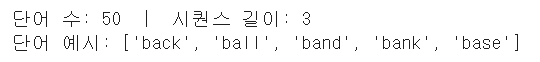 단어 수: 50 | 시퀀스 길이: 3
단어 예시: ['back', 'ball', 'band', 'bank', 'base']